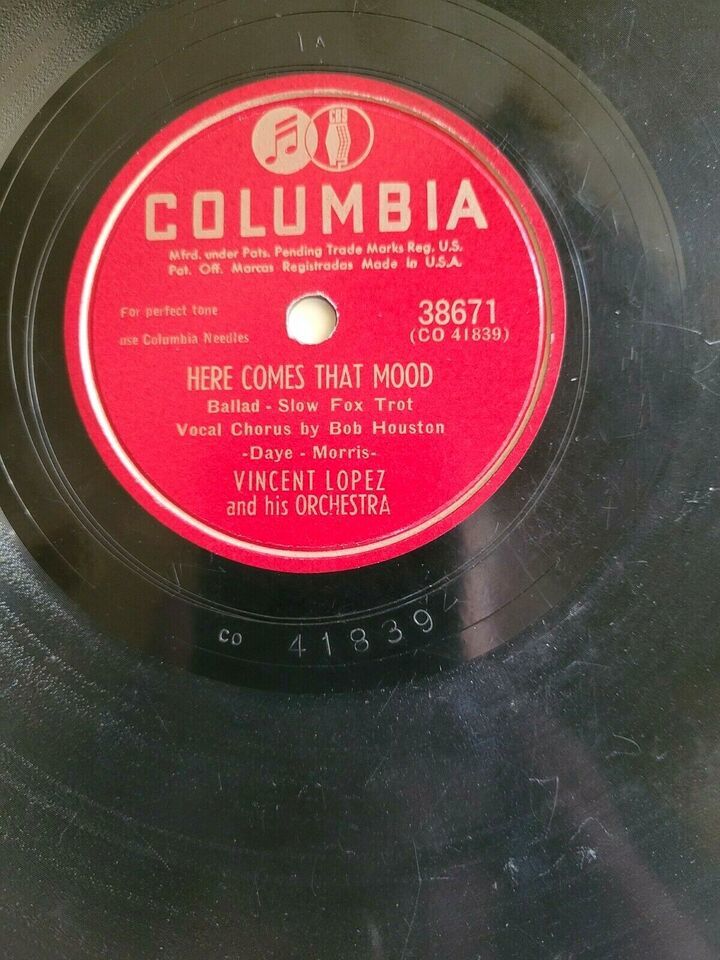 1A
CBS
COLUMBIA
Mfrd. under Pats. Pending Trade Marks Reg. U.S.
Pat. Off. Marcas Registradas Made in U.S.A.
For perfect tone
use Columbia Needles
38671
(CO 41839)
HERE COMES THAT MOOD
Ballad - Slow Fox Trot
Vocal Chorus by Bob Houston
-Daye - Morris-
VINCENT LOPEZ
and his ORCHESTRA
CO 41839